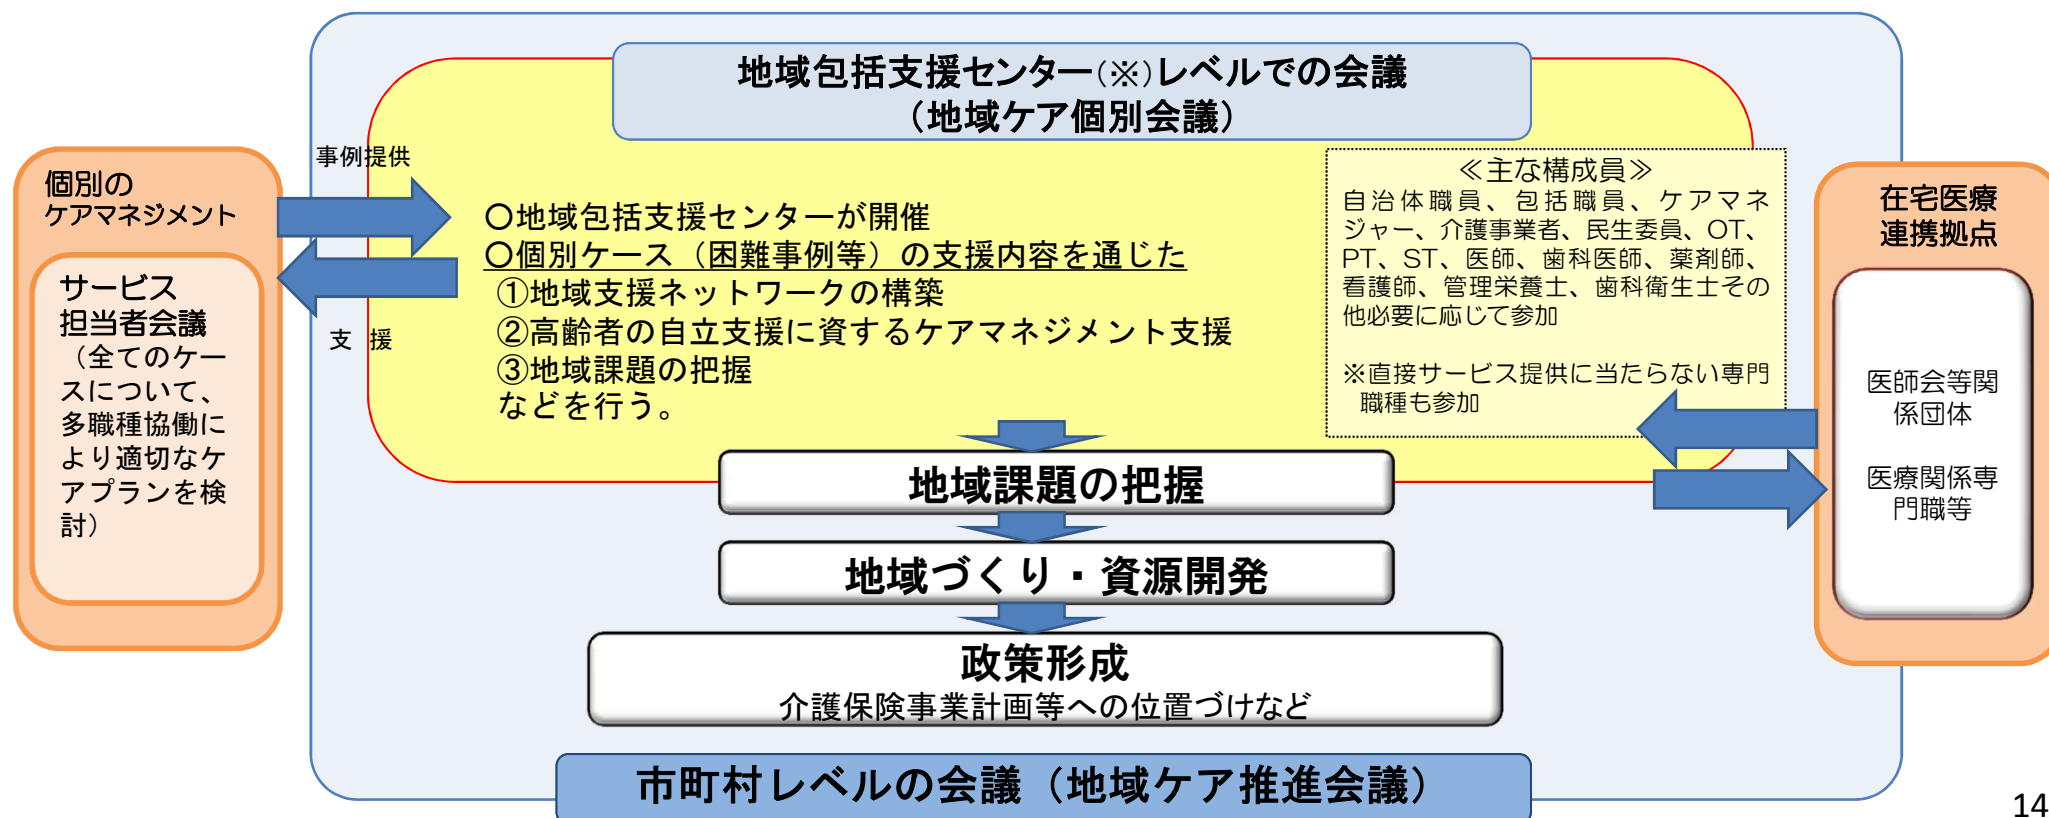 地域包括支援センター(※)レベルでの会議
（地域ケア個別会議）
個別の
ケアマネジメント
サービス
担当者会議
（全てのケー
スについて、
多職種協働に
より適切なケ
アプランを検
討）
事例提供
支 援
〇地域包括支援センターが開催
〇個別ケース（困難事例等）の支援内容を通じた
①地域支援ネットワークの構築
②高齢者の自立支援に資するケアマネジメント支援
③地域課題の把握
などを行う。
≪主な構成員≫
自治体職員、包括職員、ケアマネ
ジャー、介護事業者、民生委員、OT、
PT、ST、医師、歯科医師、薬剤師、
看護師、管理栄養士、歯科衛生士その
他必要に応じて参加
※直接サービス提供に当たらない専門
職種も参加
在宅医療
連携拠点
医師会等関
係団体
医療関係専
門職等
地域課題の把握
地域づくり・資源開発
政策形成
介護保険事業計画等への位置づけなど
市町村レベルの会議（地域ケア推進会議）
14